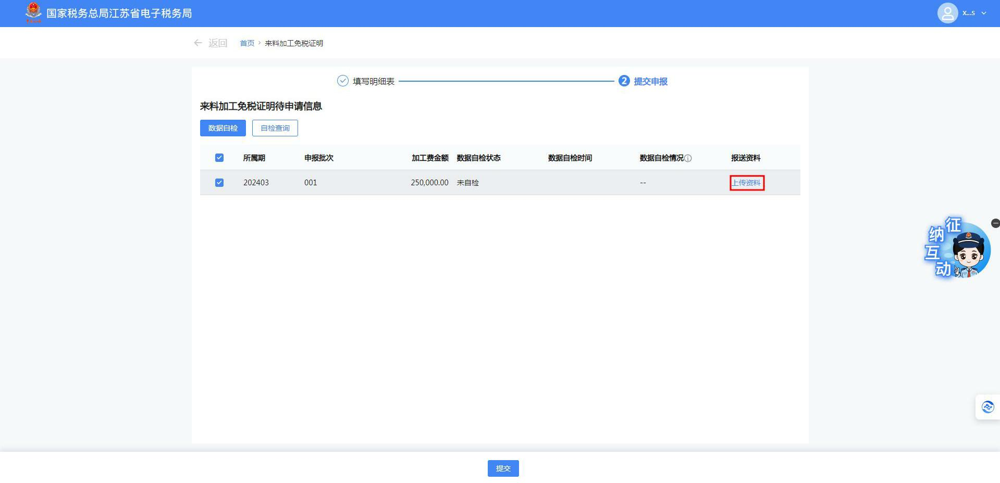 国家税务总局江苏省电子税务局
x...s
返回 首页 > 来料加工免税证明
填写明细表
2 提交申报
来料加工免税证明待申请信息
数据自检 自检查询
所属期 申报批次 加工费金额 数据自检状态 数据自检时间 数据自检情况 报送资料
202403 001 250,000.00 未自检 -- 上传资料
征纳互动
提交